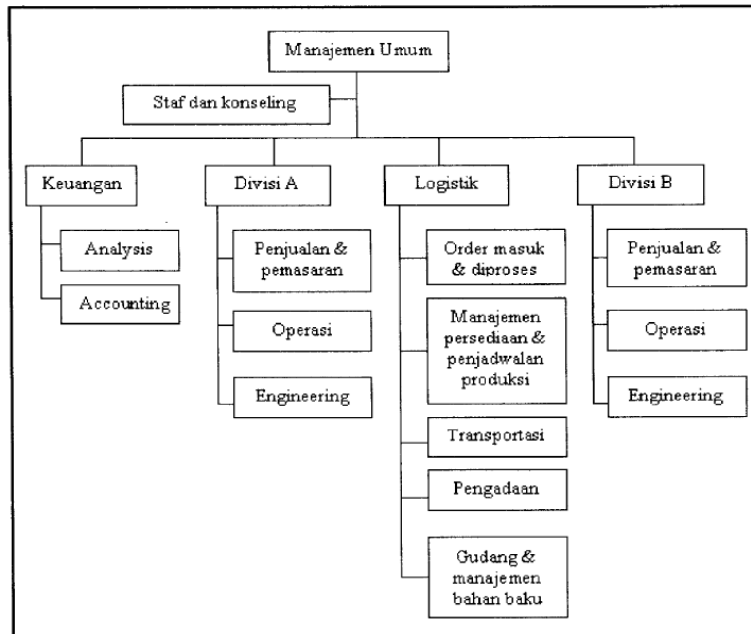 Manajemen Umum
Staf dan konseling
Keuangan
Divisi A
Logistik
Divisi B
Analysis
Accounting
Penjualan &
pemasaran
Operasi
Engineering
Order masuk
& diproses
Manajemen
persediaan &
penjadwalan
produksi
Transportasi
Pengadaan
Gudang &
manajemen
bahan baku
Penjualan &
pemasaran
Operasi
Engineering